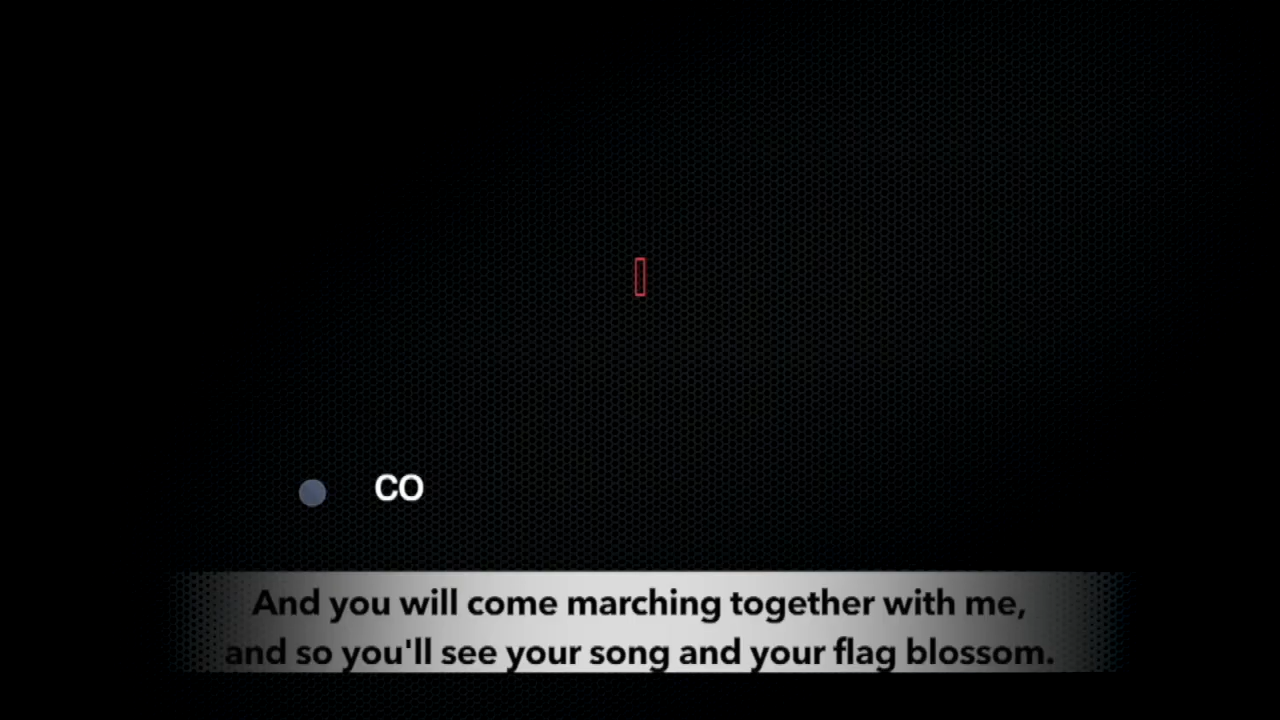 CO
And you will come marching together with me,
and so you'll see your song and your flag blossom.